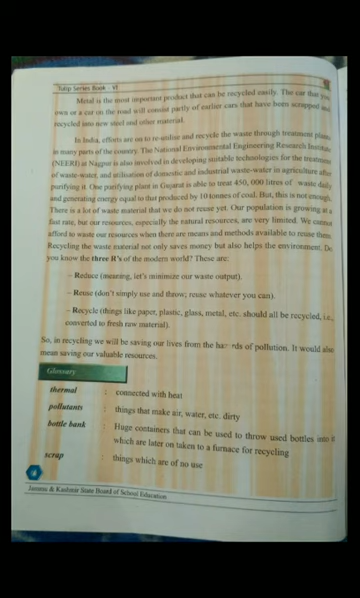 Tulip Series Book - VI
Metal is the most important product that can be recycled easily. The car that you
own or a car on the road will consist partly of earlier cars that have been scrapped and
recycled into new steel and other material.
In India, efforts are on to re-utilise and recycle the waste through treatment plants
in many parts of the country. The National Environmental Engineering Research Institute
(NEERI) at Nagpur is also involved in developing suitable technologies for the treatment
of waste-water, and utilisation of domestic and industrial waste-water in agriculture after
purifying it. One purifying plant in Gujarat is able to treat 450, 000 litres of waste daily
and generating energy equal to that produced by 10 tonnes of coal. But, this is not enough.
There is a lot of waste material that we do not reuse yet. Our population is growing at a
fast rate, but our resources, especially the natural resources, are very limited. We cannot
afford to waste our resources when there are means and methods available to reuse them.
Recycling the waste material not only saves money but also helps the environment. Do
you know the three R's of the modern world? These are:
– Reduce (meaning, let's minimize our waste output).
– Reuse (don't simply use and throw; reuse whatever you can).
– Recycle (things like paper, plastic, glass, metal, etc. should all be recycled, i.e.,
converted to fresh raw material).
So, in recycling we will be saving our lives from the hazards of pollution. It would also
mean saving our valuable resources.
Glossary
thermal : connected with heat
pollutants : things that make air, water, etc. dirty
bottle bank : Huge containers that can be used to throw used bottles into it
which are later on taken to a furnace for recycling
scrap : things which are of no use
Jammu & Kashmir State Board of School Education